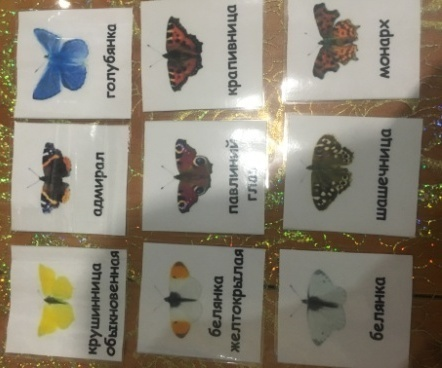 голубянка
крапивница
монарх
адмирал
павлиний
глаз
шашечница
крушинница
обыкновенная
белянка
желтокрылая
белянка